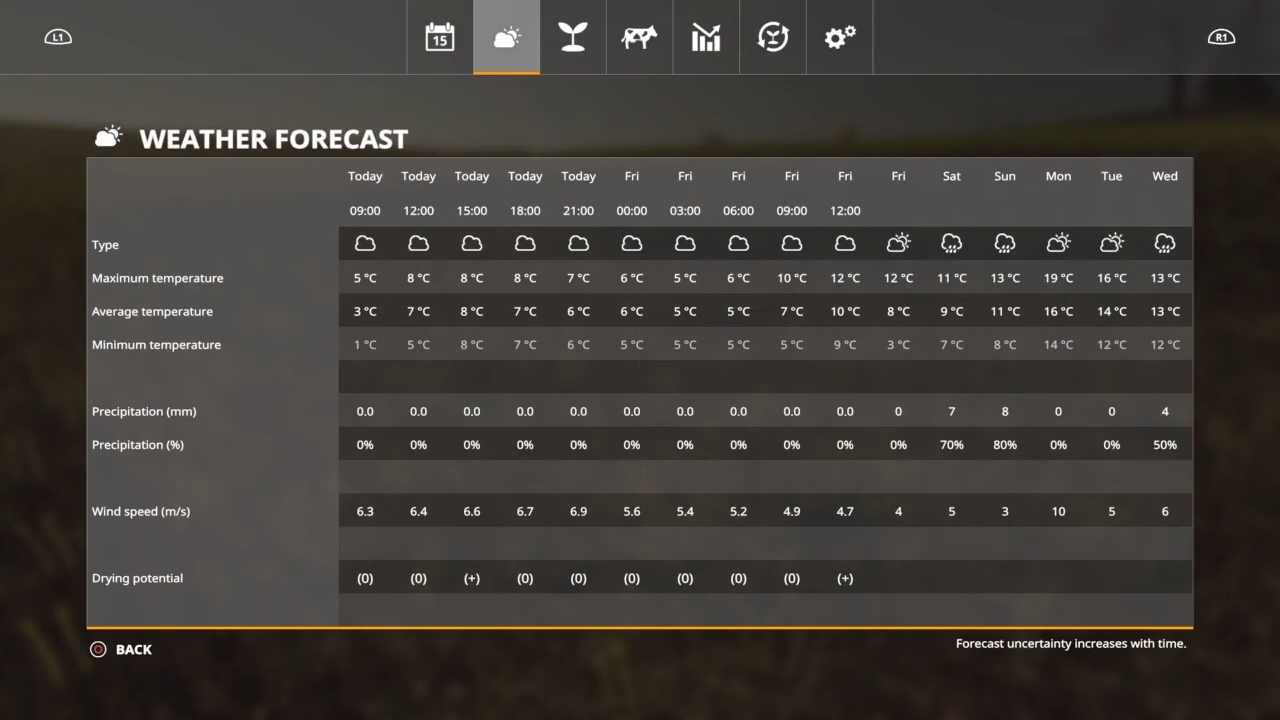 L1
15
R1
WEATHER FORECAST
Today Today Today Today Today Fri Fri Fri Fri Fri Fri Sat Sun Mon Tue Wed
09:00 12:00 15:00 18:00 21:00 00:00 03:00 06:00 09:00 12:00
Type
Maximum temperature 5 °C 8 °C 8 °C 8 °C 7 °C 6 °C 5 °C 6 °C 10 °C 12 °C 12 °C 11 °C 13 °C 19 °C 16 °C 13 °C
Average temperature 3 °C 7 °C 8 °C 7 °C 6 °C 6 °C 5 °C 5 °C 7 °C 10 °C 8 °C 9 °C 11 °C 16 °C 14 °C 13 °C
Minimum temperature 1 °C 5 °C 8 °C 7 °C 6 °C 5 °C 5 °C 5 °C 5 °C 9 °C 3 °C 7 °C 8 °C 14 °C 12 °C 12 °C
Precipitation (mm) 0.0 0.0 0.0 0.0 0.0 0.0 0.0 0.0 0.0 0.0 0 7 8 0 0 4
Precipitation (%) 0% 0% 0% 0% 0% 0% 0% 0% 0% 0% 0% 70% 80% 0% 0% 50%
Wind speed (m/s) 6.3 6.4 6.6 6.7 6.9 5.6 5.4 5.2 4.9 4.7 4 5 3 10 5 6
Drying potential (0) (0) (+) (0) (0) (0) (0) (0) (0) (+)
BACK
Forecast uncertainty increases with time.